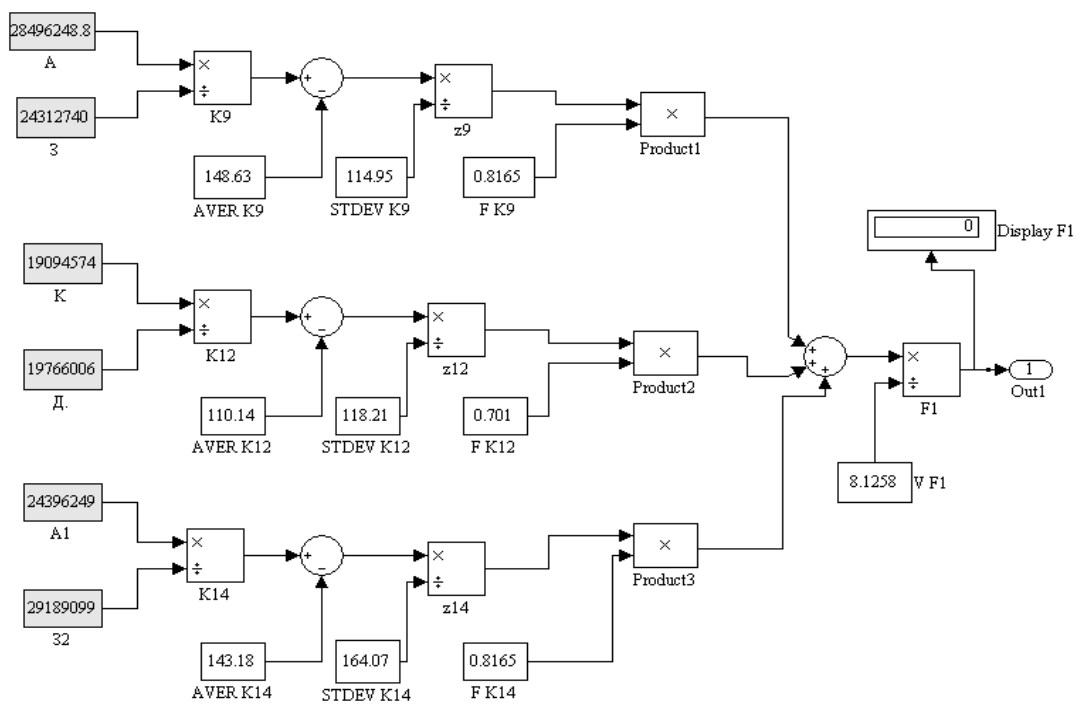 28496248.8
А
24312740
З
×
÷
K9
+
−
148.63
AVER K9
×
÷
z9
114.95
STDEV K9
0.8165
F K9
×
Product1
19094574
К
19766006
Д.
×
÷
K12
+
−
110.14
AVER K12
×
÷
z12
118.21
STDEV K12
0.701
F K12
×
Product2
24396249
А1
29189099
З2
×
÷
K14
+
−
143.18
AVER K14
×
÷
z14
164.07
STDEV K14
0.8165
F K14
×
Product3
+
+
+
×
÷
F1
8.1258
V F1
0
Display F1
1
Out1